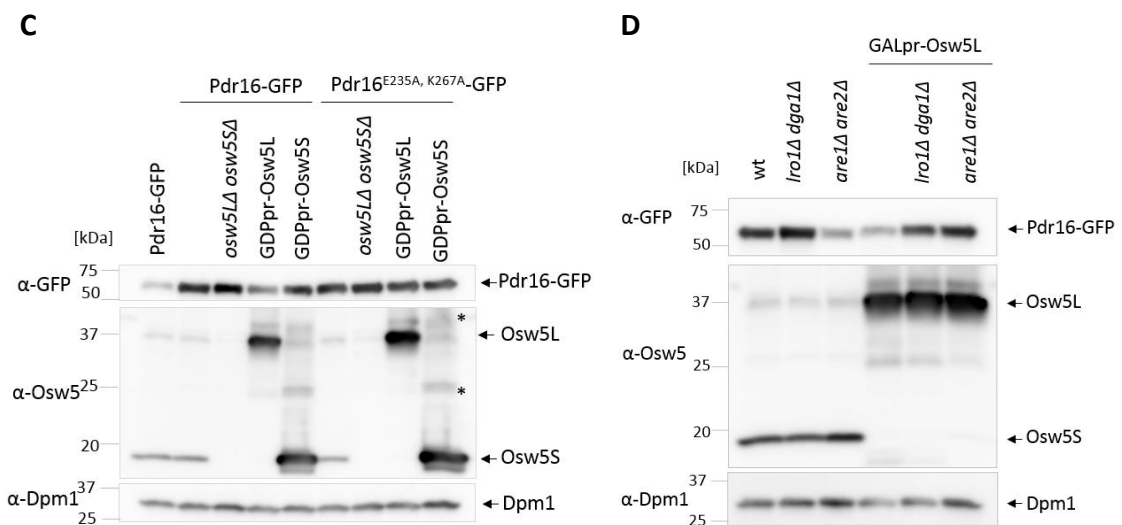 C
Pdr16-GFP
Pdr16E235A, K267A-GFP
Pdr16-GFP
osw5LΔ osw5SΔ
GDPpr-Osw5L
GDPpr-Osw5S
osw5LΔ osw5SΔ
GDPpr-Osw5L
GDPpr-Osw5S
[kDa]
α-GFP
75
50
Pdr16-GFP
α-Osw5
37
25
20
*
Osw5L
*
Osw5S
α-Dpm1
37
25
Dpm1
D
GALpr-Osw5L
wt
lro1Δ dga1Δ
are1Δ are2Δ
lro1Δ dga1Δ
are1Δ are2Δ
[kDa]
α-GFP
75
50
Pdr16-GFP
α-Osw5
37
25
20
Osw5L
Osw5S
α-Dpm1
37
25
Dpm1